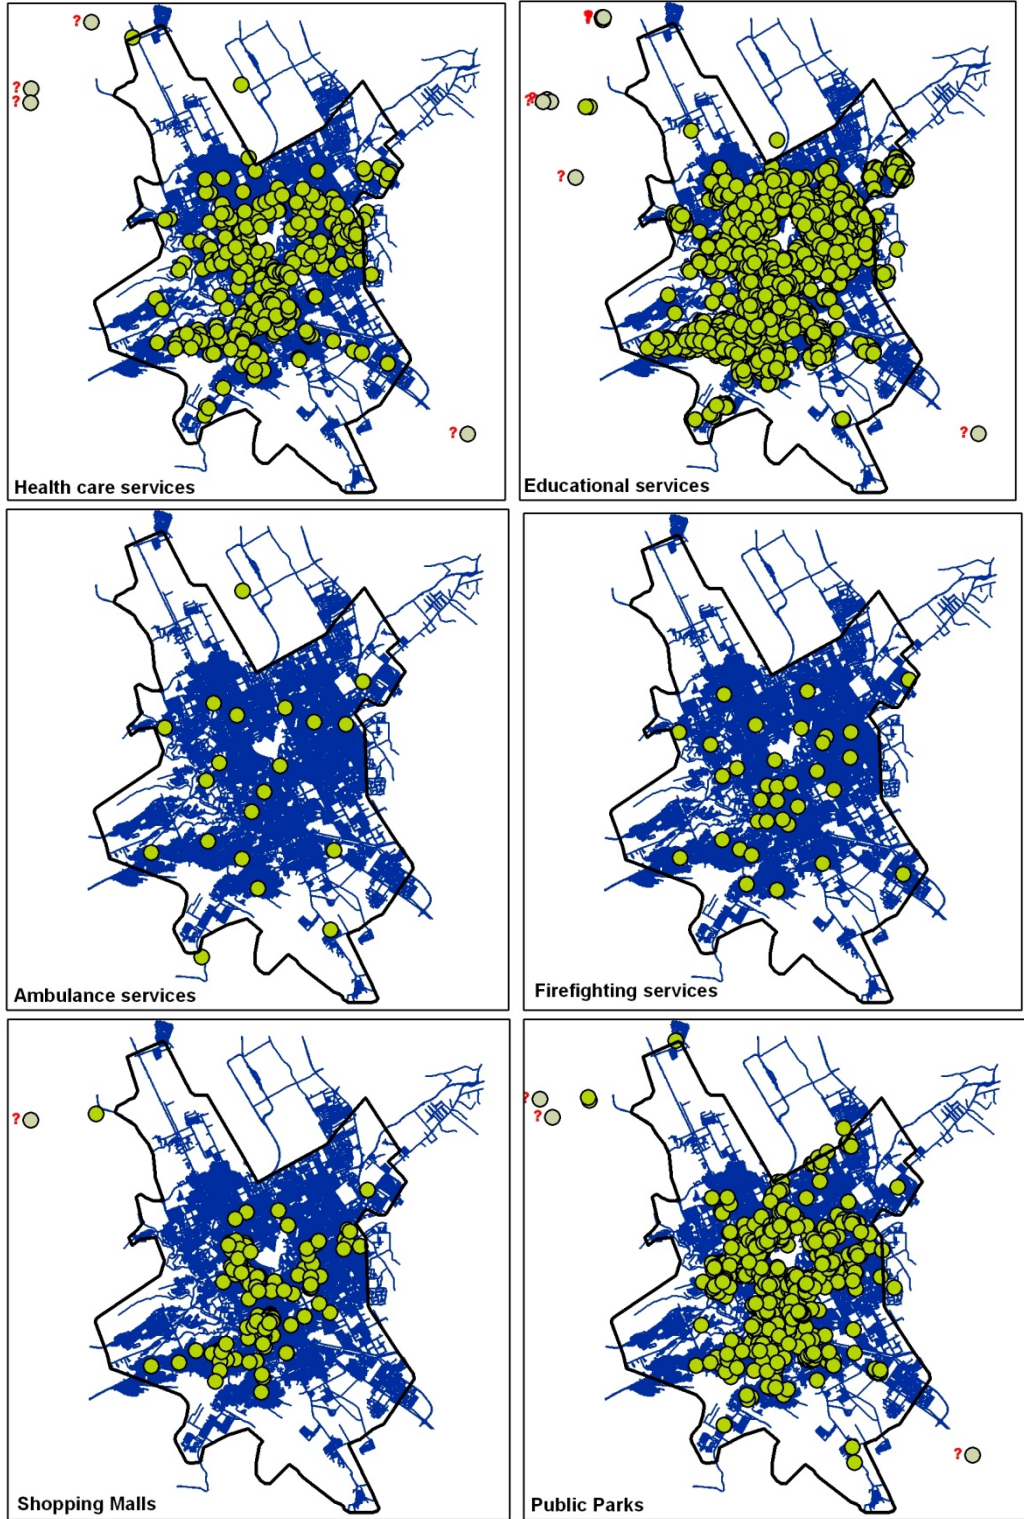 ?
?
?
?
Health care services
?
?
?
?
Educational services
Ambulance services
Firefighting services
?
Shopping Malls
?
?
?
Public Parks